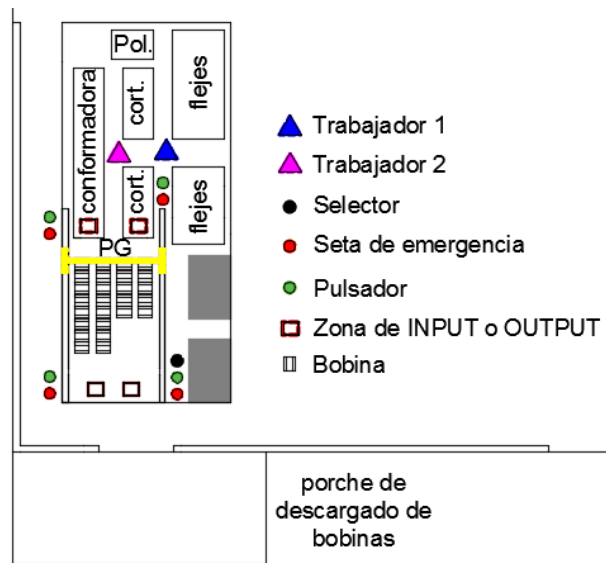 Pol.
conformadora
cort.
flejes
cort.
flejes
PG
Trabajador 1
Trabajador 2
Selector
Seta de emergencia
Pulsador
Zona de INPUT o OUTPUT
Bobina
porche de
descargado de
bobinas